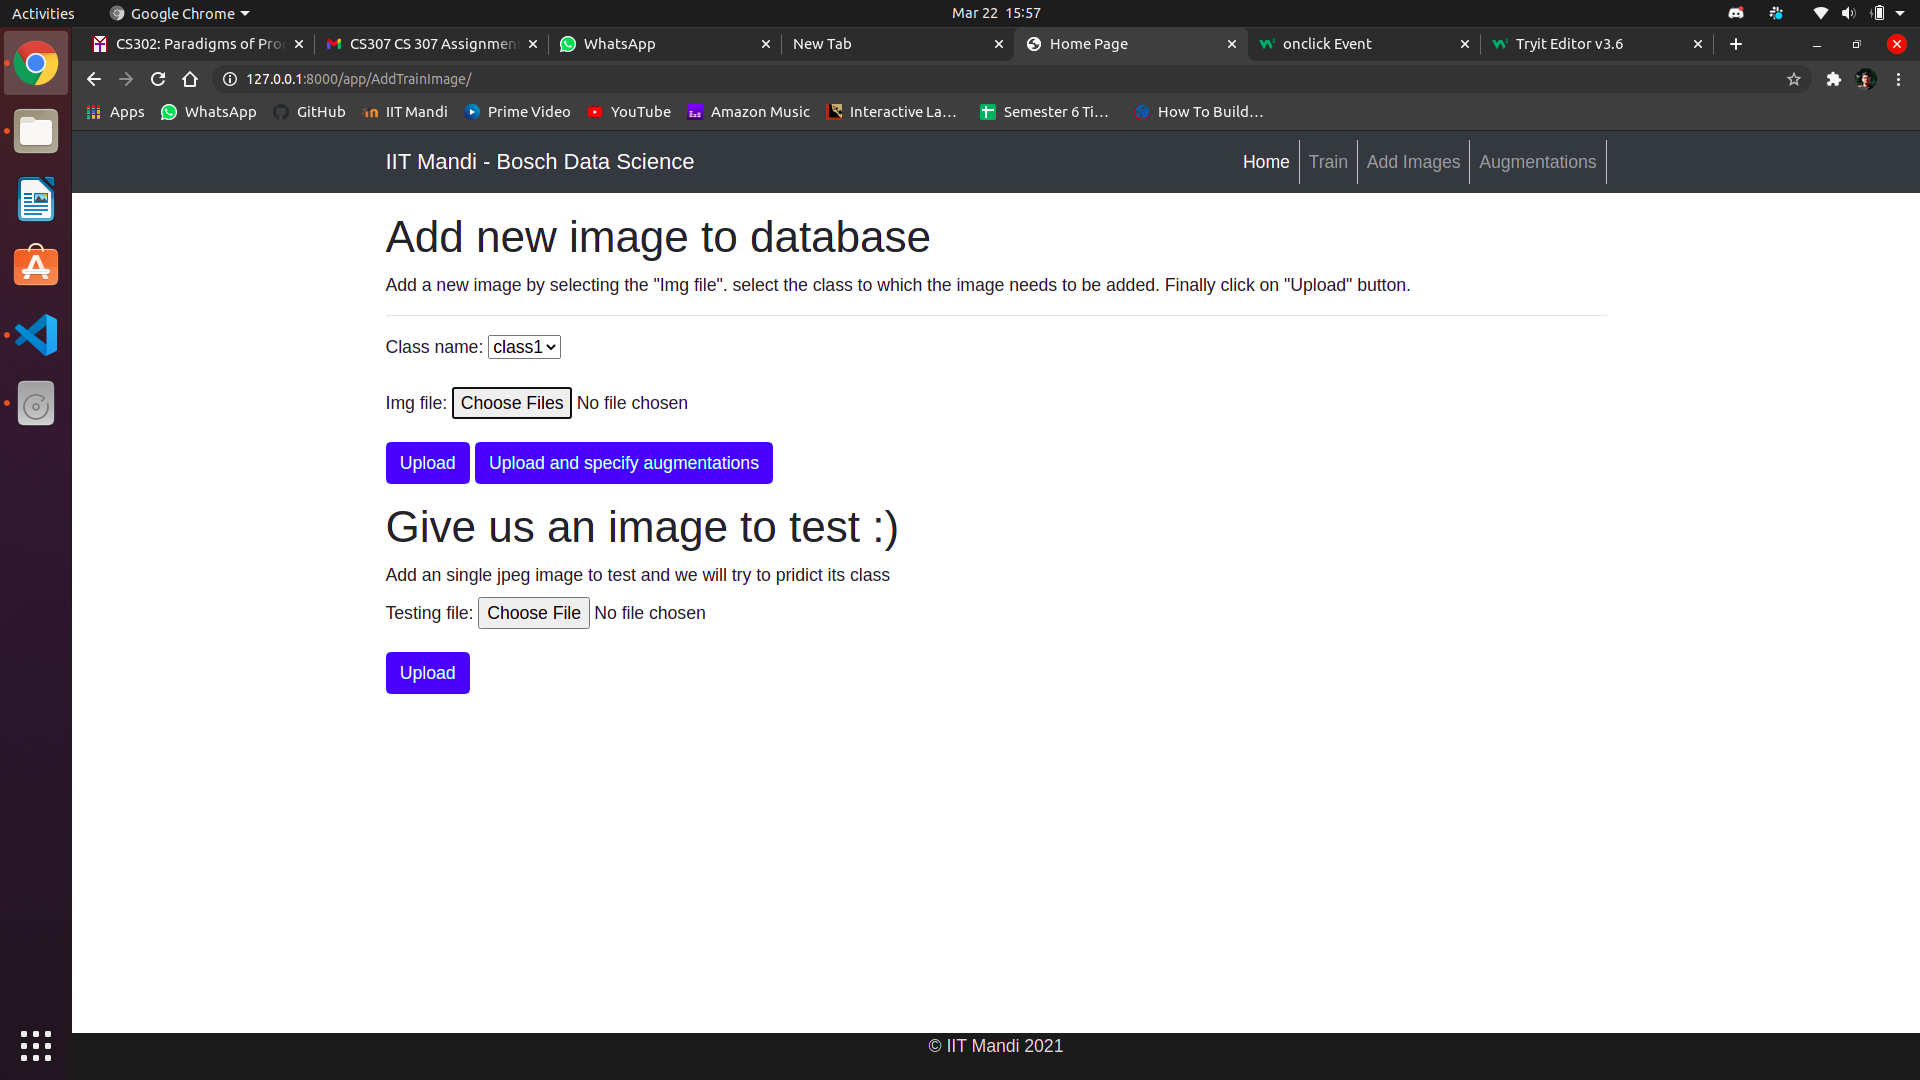 Activities
Google Chrome
Mar 22 15:57
CS302: Paradigms of Pro
CS307 CS 307 Assignmen
WhatsApp
New Tab
Home Page
onclick Event
Tryit Editor v3.6
127.0.0.1:8000/app/AddTrainImage/
Apps
WhatsApp
GitHub
IIT Mandi
Prime Video
YouTube
Amazon Music
Interactive La...
Semester 6 Ti...
How To Build...
IIT Mandi - Bosch Data Science
Home
Train
Add Images
Augmentations
Add new image to database
Add a new image by selecting the "Img file". select the class to which the image needs to be added. Finally click on "Upload" button.
Class name: class1
Img file: Choose Files No file chosen
Upload
Upload and specify augmentations
Give us an image to test :)
Add an single jpeg image to test and we will try to pridict its class
Testing file: Choose File No file chosen
Upload
© IIT Mandi 2021